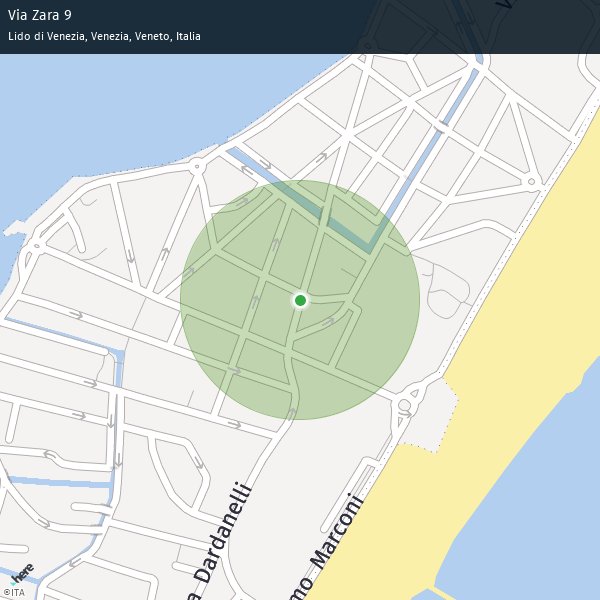 Via Zara 9
Lido di Venezia, Venezia, Veneto, Italia
V
a Dardanelli
mo Marconi
here
©ITA